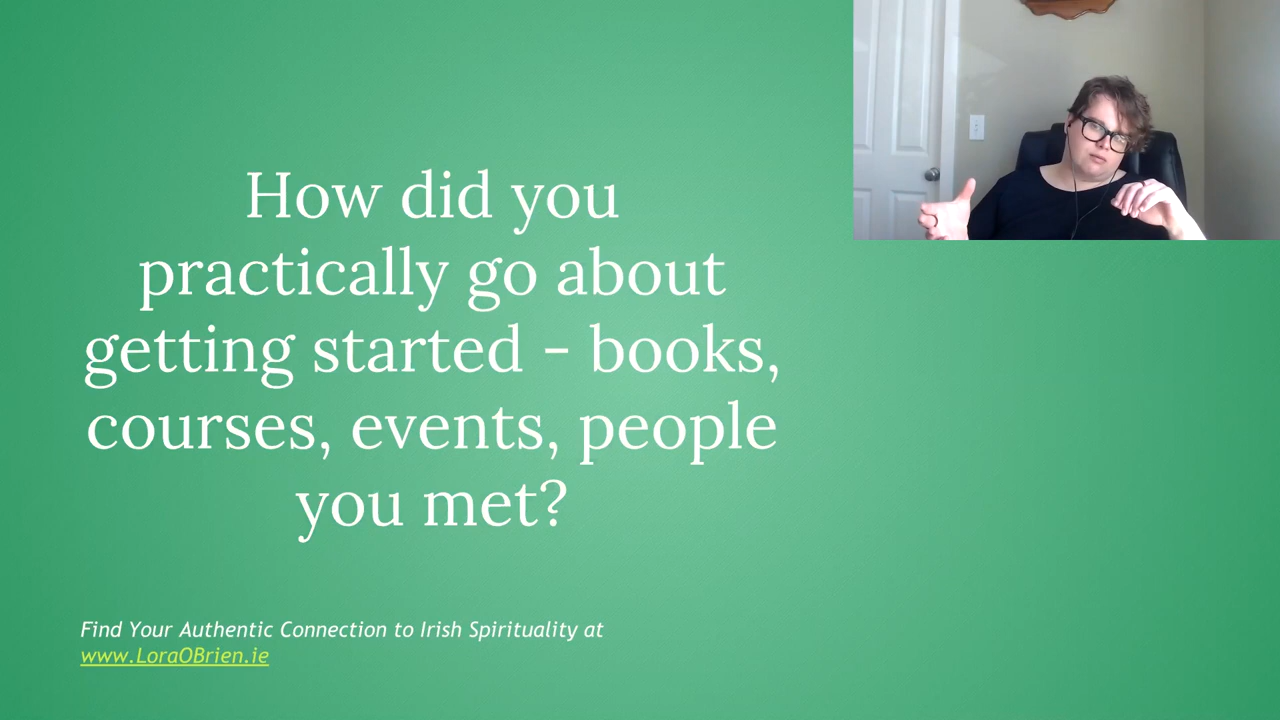 How did you
practically go about
getting started - books,
courses, events, people
you met?
Find Your Authentic Connection to Irish Spirituality at
www.LoraOBrien.ie